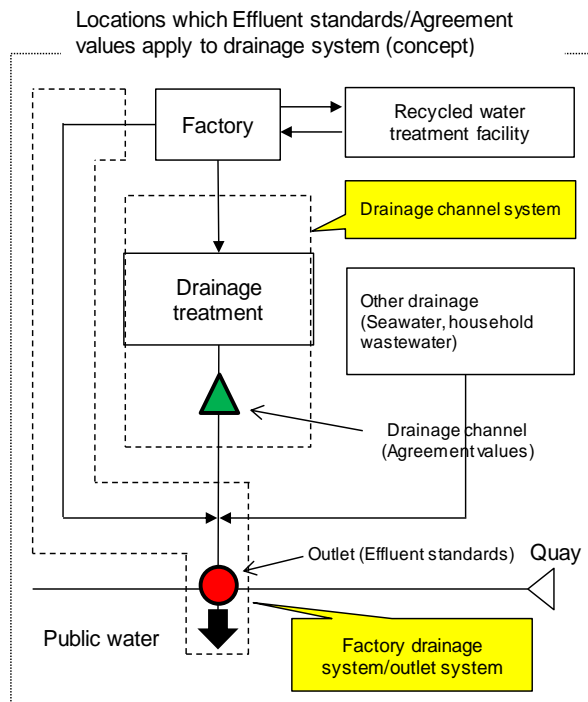 Locations which Effluent standards/Agreement
values apply to drainage system (concept)
Factory
Recycled water
treatment facility
Drainage channel system
Drainage
treatment
Other drainage
(Seawater, household
wastewater)
Drainage channel
(Agreement values)
Outlet (Effluent standards)
Quay
Public water
Factory drainage
system/outlet system